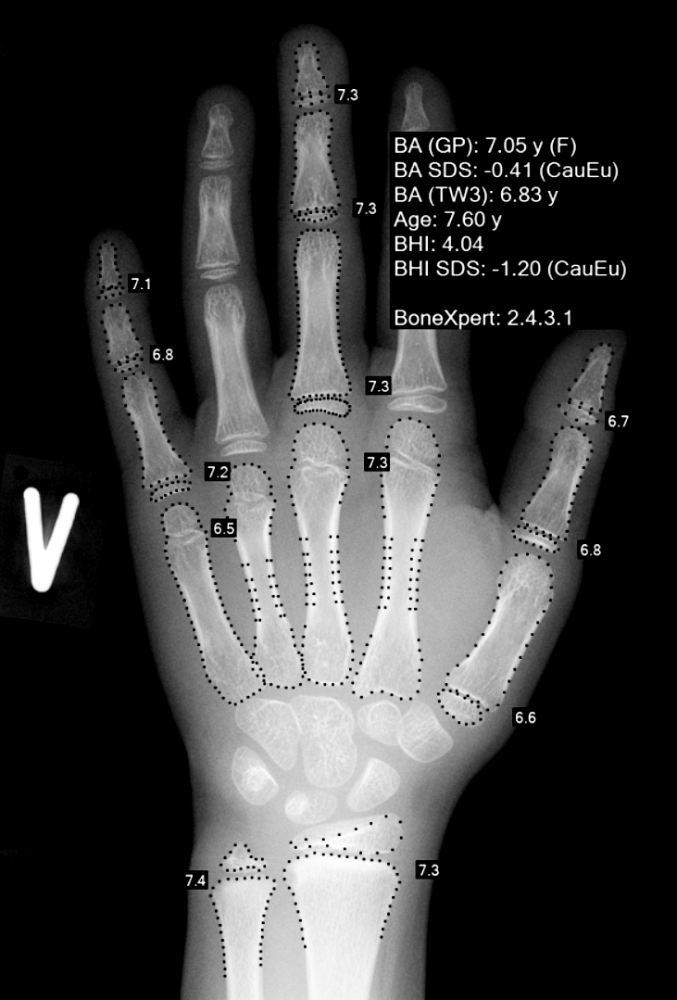 7.3
BA (GP): 7.05 y (F)
BA SDS: -0.41 (CauEu)
BA (TW3): 6.83 y
Age: 7.60 y
BHI: 4.04
BHI SDS: -1.20 (CauEu)
BoneXpert: 2.4.3.1
7.3
7.1
6.8
7.3
6.7
7.2
7.3
6.5
6.8
V
6.6
7.4
7.3